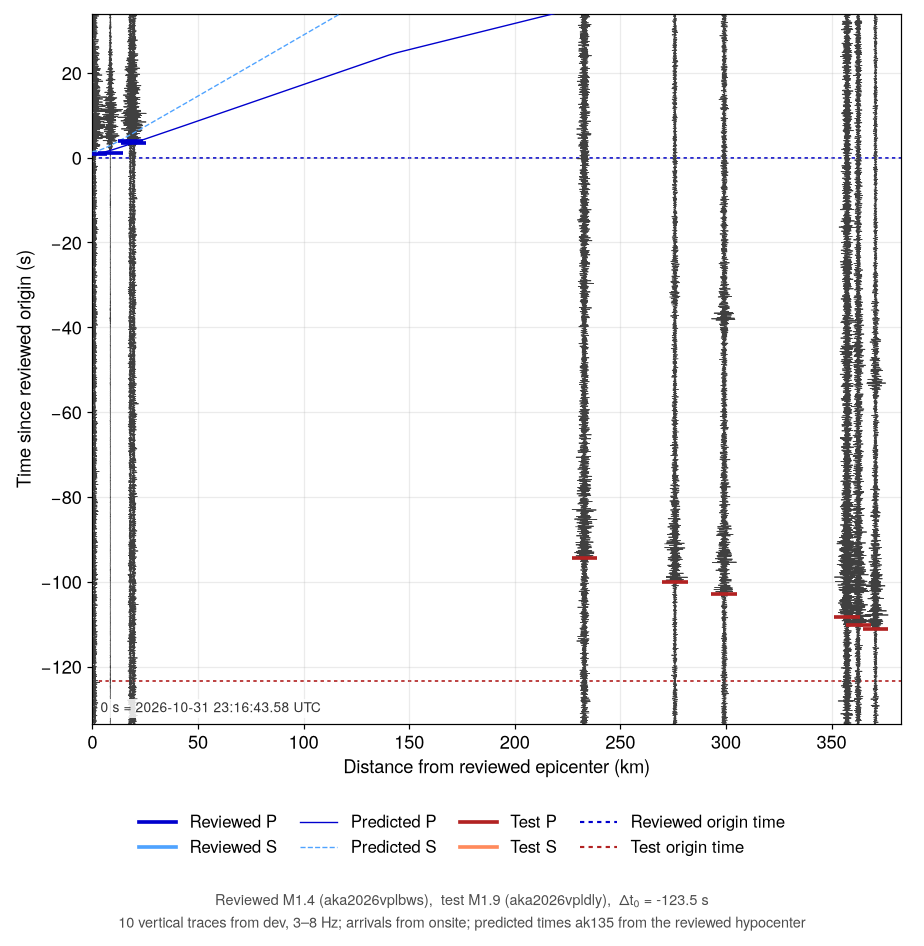 20
0
−20
−40
−60
−80
−100
−120
Time since reviewed origin (s)
0 s = 2026-10-31 23:16:43.58 UTC
0 50 100 150 200 250 300 350
Distance from reviewed epicenter (km)
Reviewed P Predicted P Test P Reviewed origin time
Reviewed S Predicted S Test S Test origin time
Reviewed M1.4 (aka2026vplbws), test M1.9 (aka2026vpldly), Δt₀ = -123.5 s
10 vertical traces from dev, 3–8 Hz; arrivals from onsite; predicted times ak135 from the reviewed hypocenter